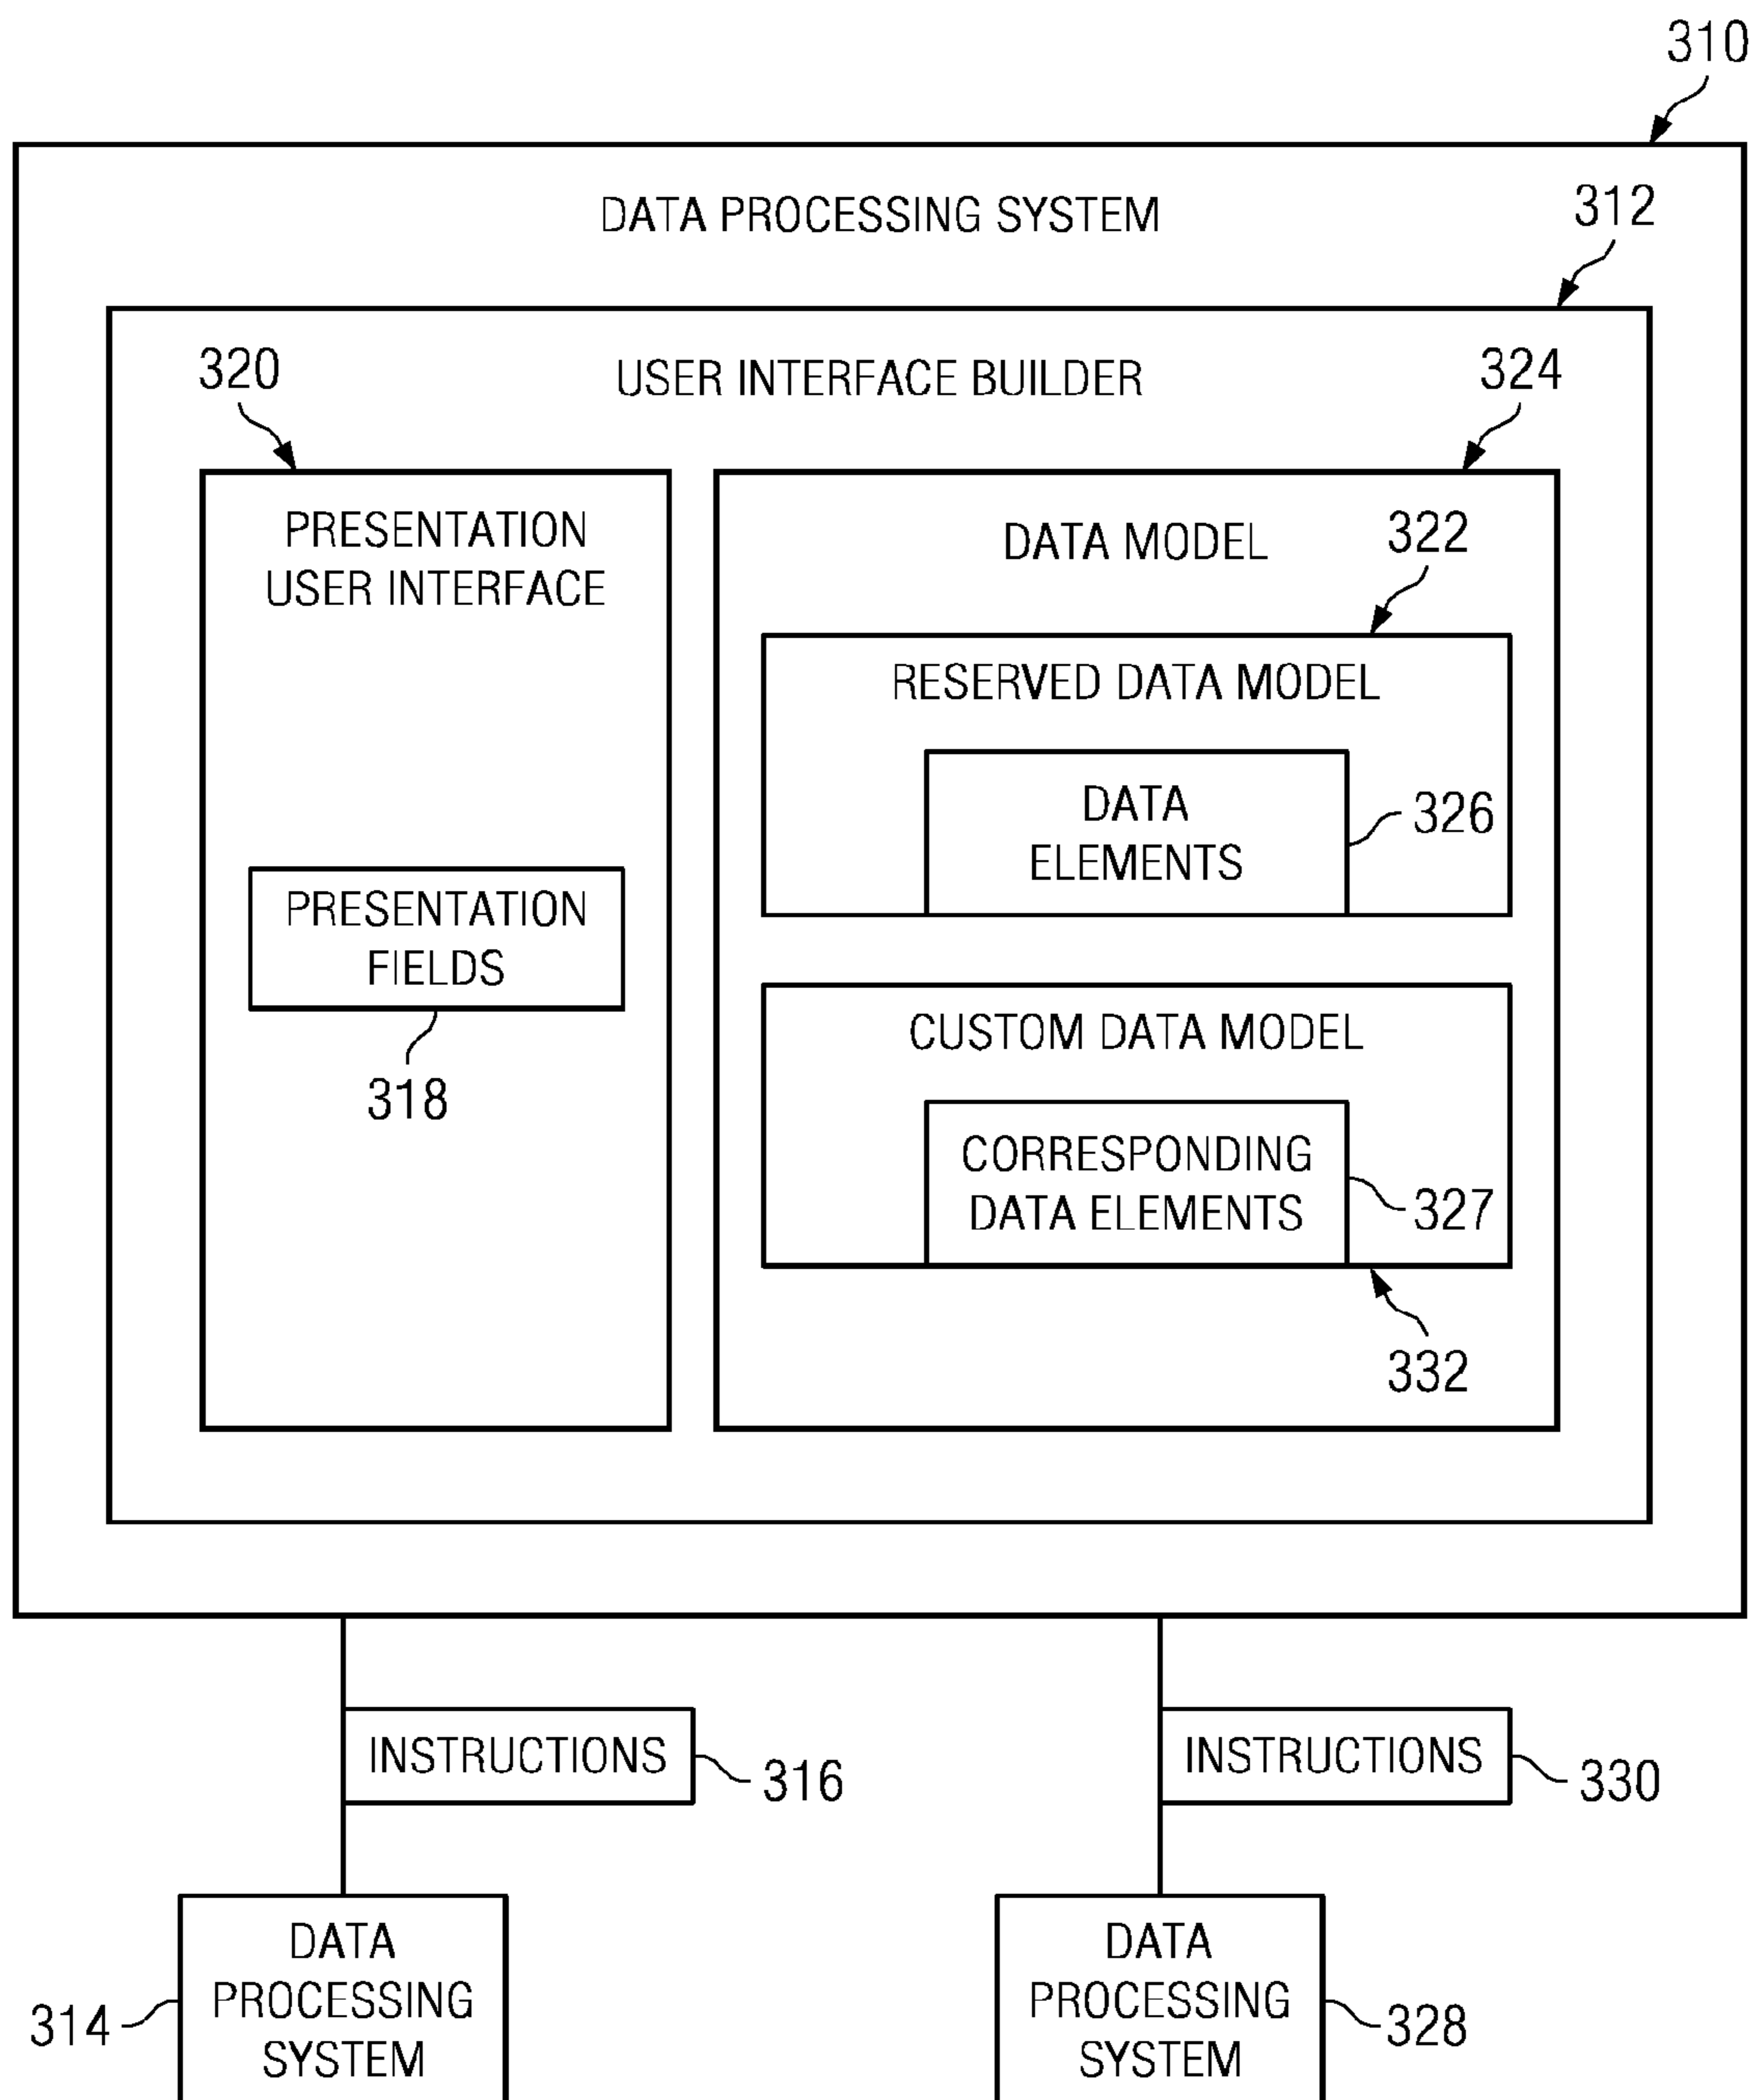 310
DATA PROCESSING SYSTEM
312
USER INTERFACE BUILDER
320
324
PRESENTATION
USER INTERFACE
DATA MODEL
322
RESERVED DATA MODEL
DATA
ELEMENTS
326
PRESENTATION
FIELDS
318
CUSTOM DATA MODEL
CORRESPONDING
DATA ELEMENTS
327
332
INSTRUCTIONS
316
INSTRUCTIONS
330
DATA
PROCESSING
SYSTEM
314
DATA
PROCESSING
SYSTEM
328